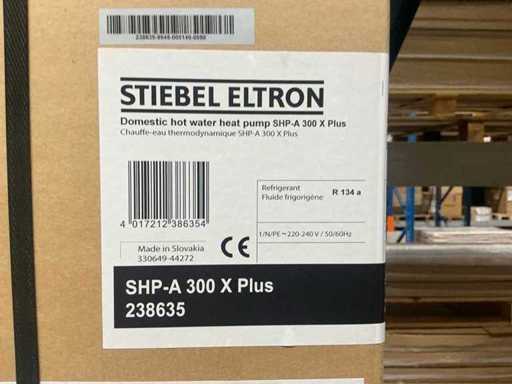 238635-8948-000146-0090
STIEBEL ELTRON
Domestic hot water heat pump SHP-A 300 X Plus
Chauffe-eau thermodynamique SHP-A 300 X Plus
4 017212 386354
Refrigerant
Fluide frigorigène
R 134 a
1/N/PE ~ 220-240 V / 50/60Hz
Made in Slovakia
330649-44272
CE
SHP-A 300 X Plus
238635